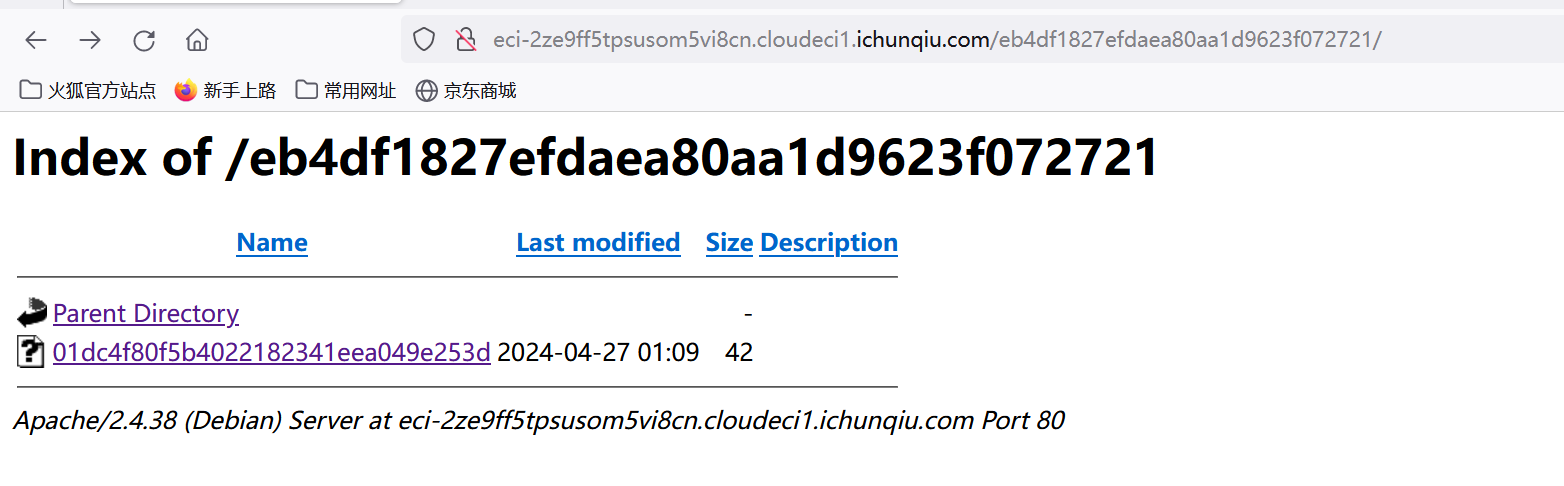 eci-2ze9ff5tpsusom5vi8cn.cloudeci1.ichunqiu.com/eb4df1827efdaea80aa1d9623f072721/
火狐官方站点 新手上路 常用网址 京东商城
Index of /eb4df1827efdaea80aa1d9623f072721
Name Last modified Size Description
Parent Directory -
01dc4f80f5b4022182341eea049e253d 2024-04-27 01:09 42
Apache/2.4.38 (Debian) Server at eci-2ze9ff5tpsusom5vi8cn.cloudeci1.ichunqiu.com Port 80